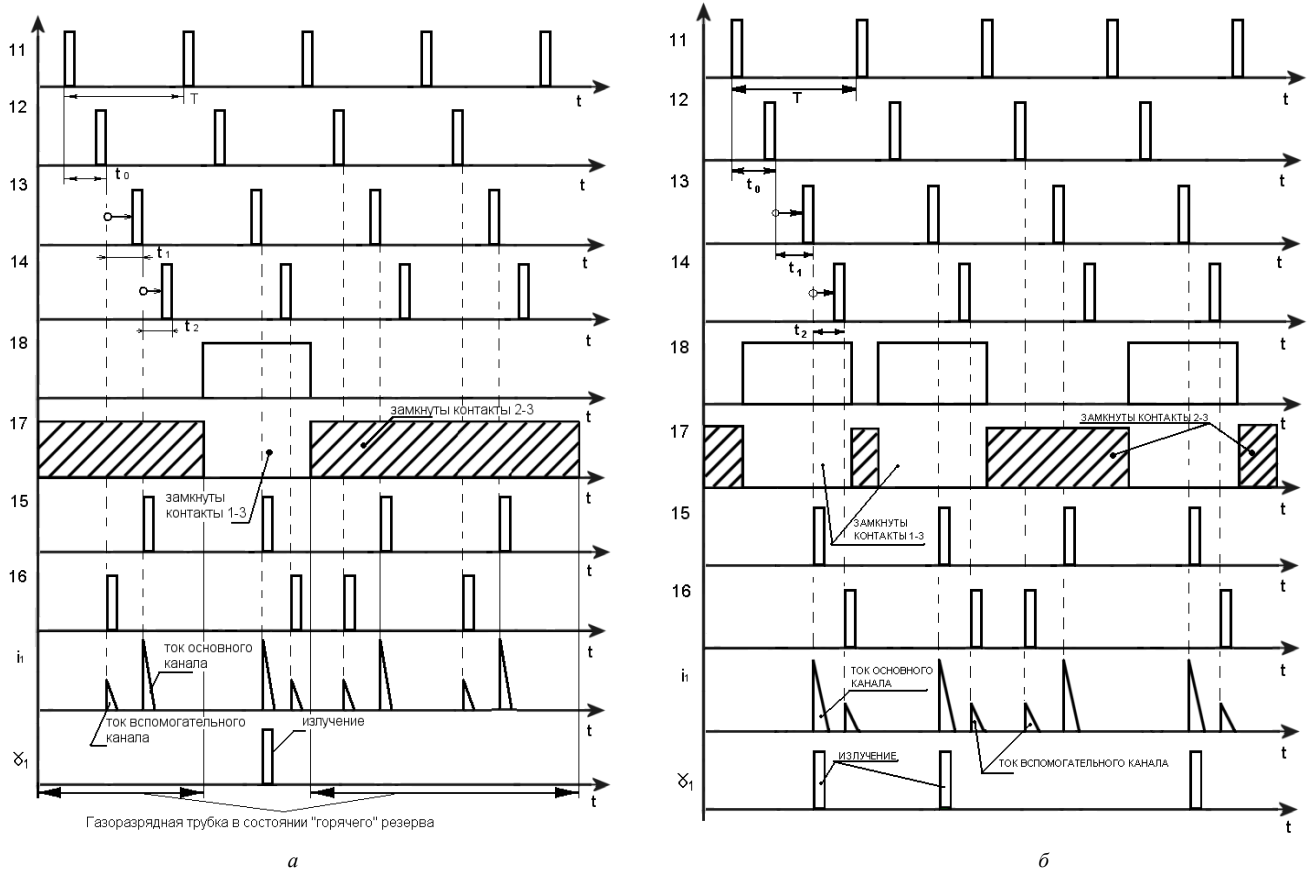 11
t
T
12
t
t0
13
t
t1
14
t
t2
18
t
17
замкнуты контакты 2-3
t
замкнуты
контакты 1-3
15
t
16
t
i1
ток основного
канала
t
ток вспомогательного
канала
излучение
ɣ1
t
Газоразрядная трубка в состоянии "горячего" резерва
а
11
t
T
12
t
t0
13
t
t1
14
t
t2
18
t
17
ЗАМКНУТЫ КОНТАКТЫ 2-3
t
ЗАМКНУТЫ
КОНТАКТЫ 1-3
15
t
16
t
i1
ТОК ОСНОВНОГО
КАНАЛА
t
ИЗЛУЧЕНИЕ
ТОК ВСПОМОГАТЕЛЬНОГО КАНАЛА
ɣ1
t
б